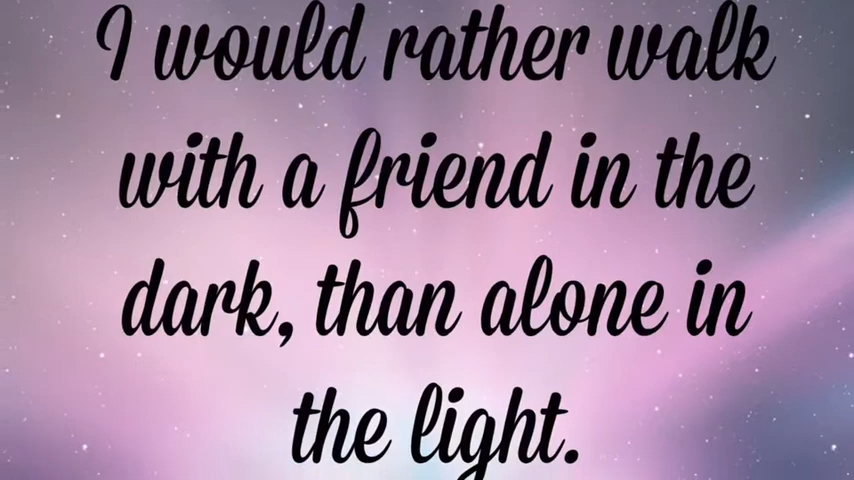 I would rather walk
with a friend in the
dark, than alone in
the light.